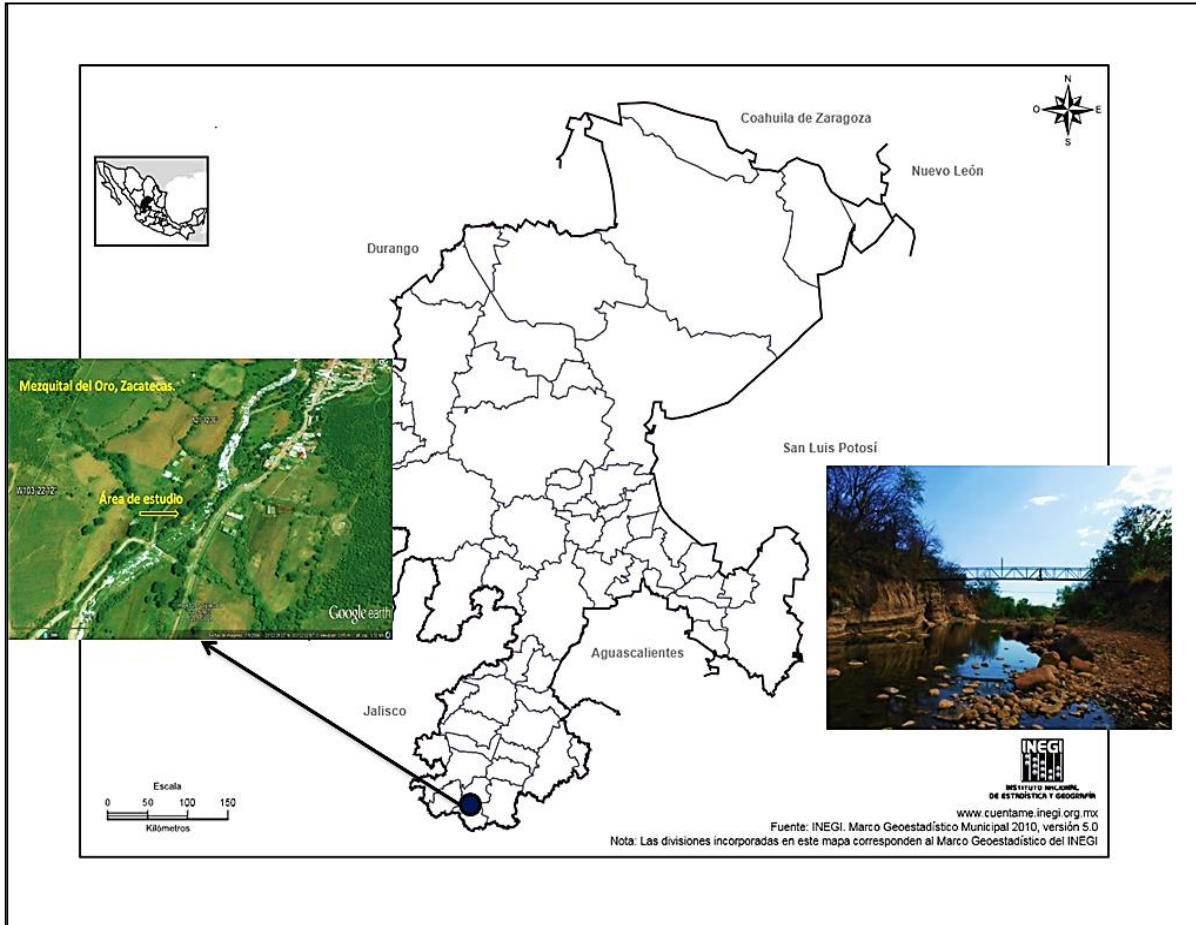 N
O
E
S
Coahuila de Zaragoza
Nuevo León
Durango
Mezquital del Oro, Zacatecas.
San Luis Potosí
Área de estudio
Google earth
Aguascalientes
Jalisco
INEGI
INSTITUTO NACIONAL
DE ESTADÍSTICA Y GEOGRAFÍA
Escala
0 50 100 150
Kilómetros
www.cuentame.inegi.org.mx
Fuente: INEGI. Marco Geoestadístico Municipal 2010, versión 5.0
Nota: Las divisiones incorporadas en este mapa corresponden al Marco Geoestadístico del INEGI